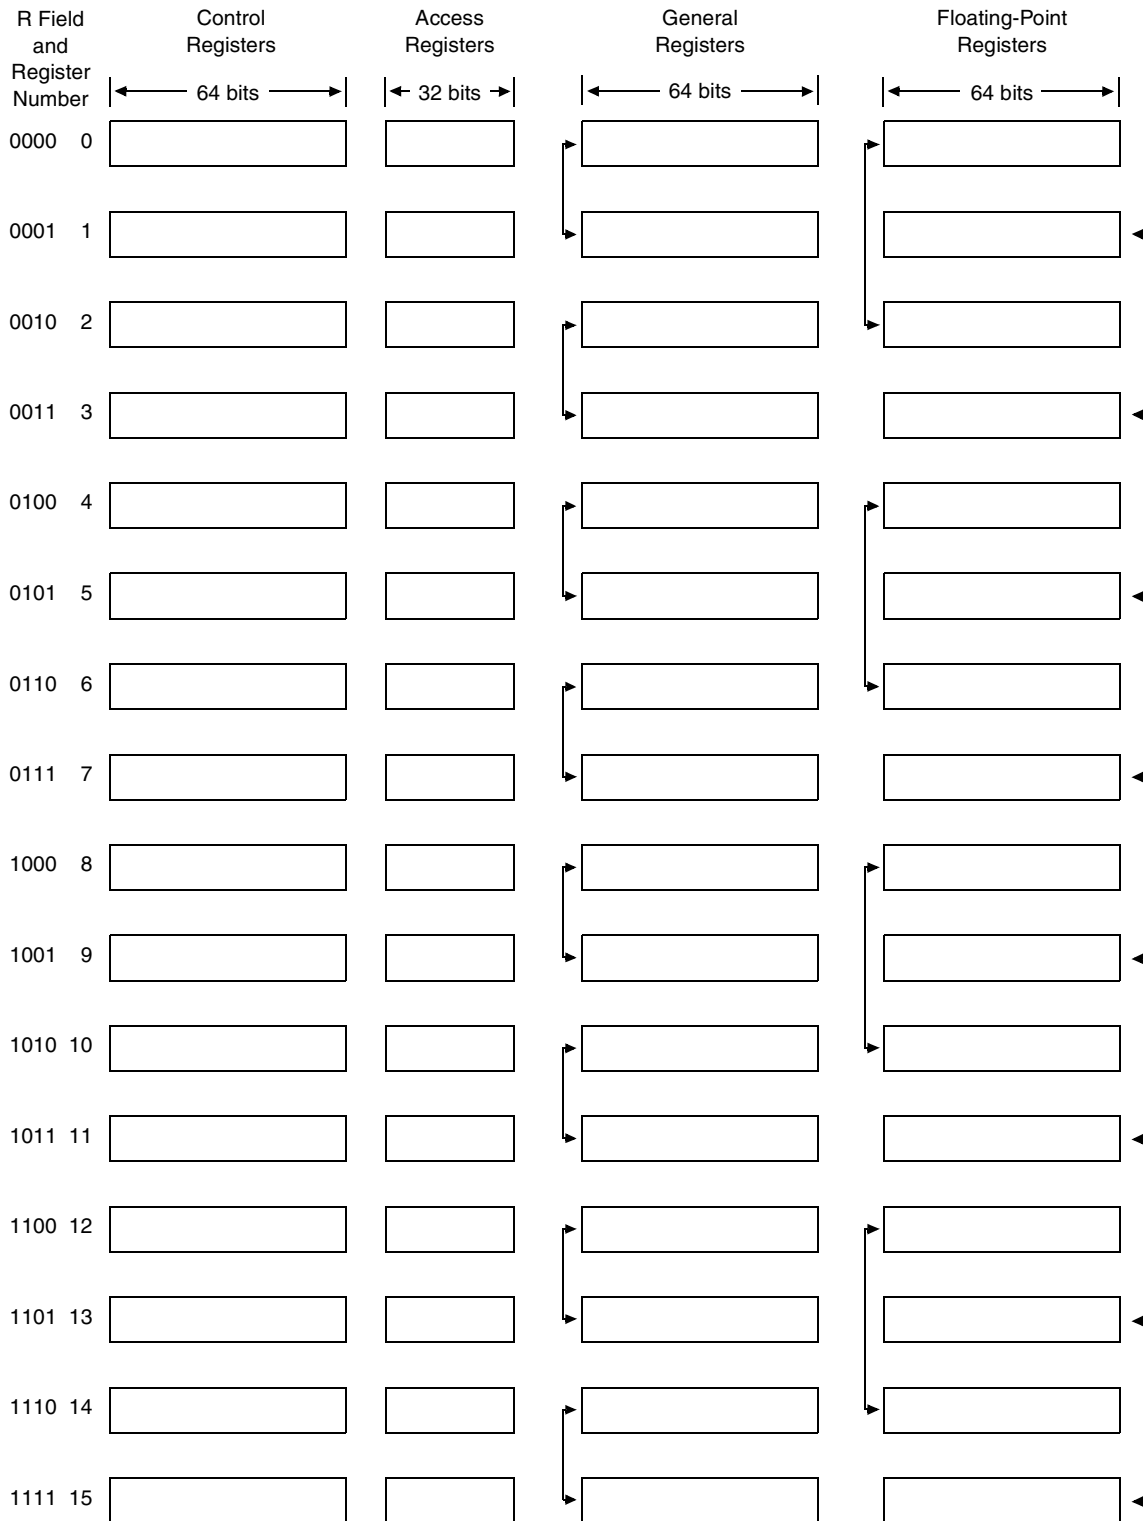 R Field
and
Register
Number
Control
Registers
Access
Registers
General
Registers
Floating-Point
Registers
64 bits
32 bits
64 bits
64 bits
0000 0
0001 1
0010 2
0011 3
0100 4
0101 5
0110 6
0111 7
1000 8
1001 9
1010 10
1011 11
1100 12
1101 13
1110 14
1111 15